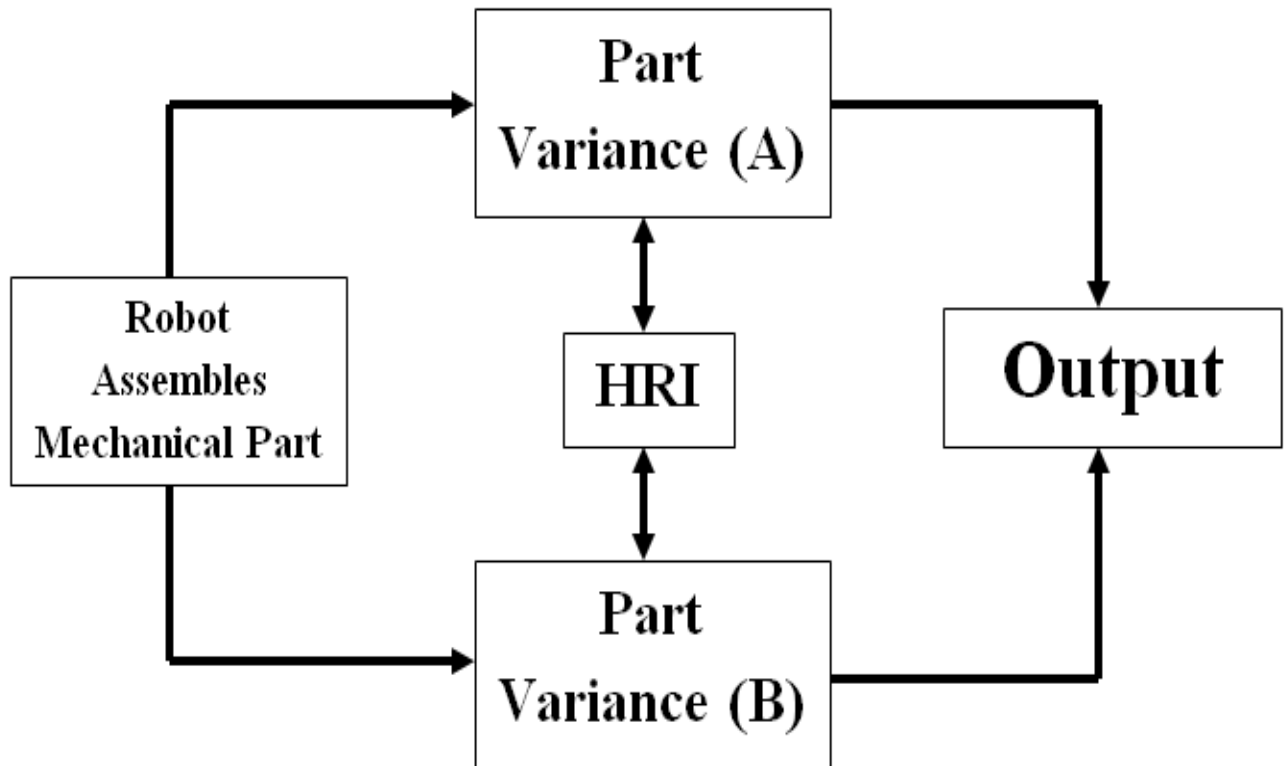 Part
Variance (A)
Robot
Assembles
Mechanical Part
HRI
Output
Part
Variance (B)